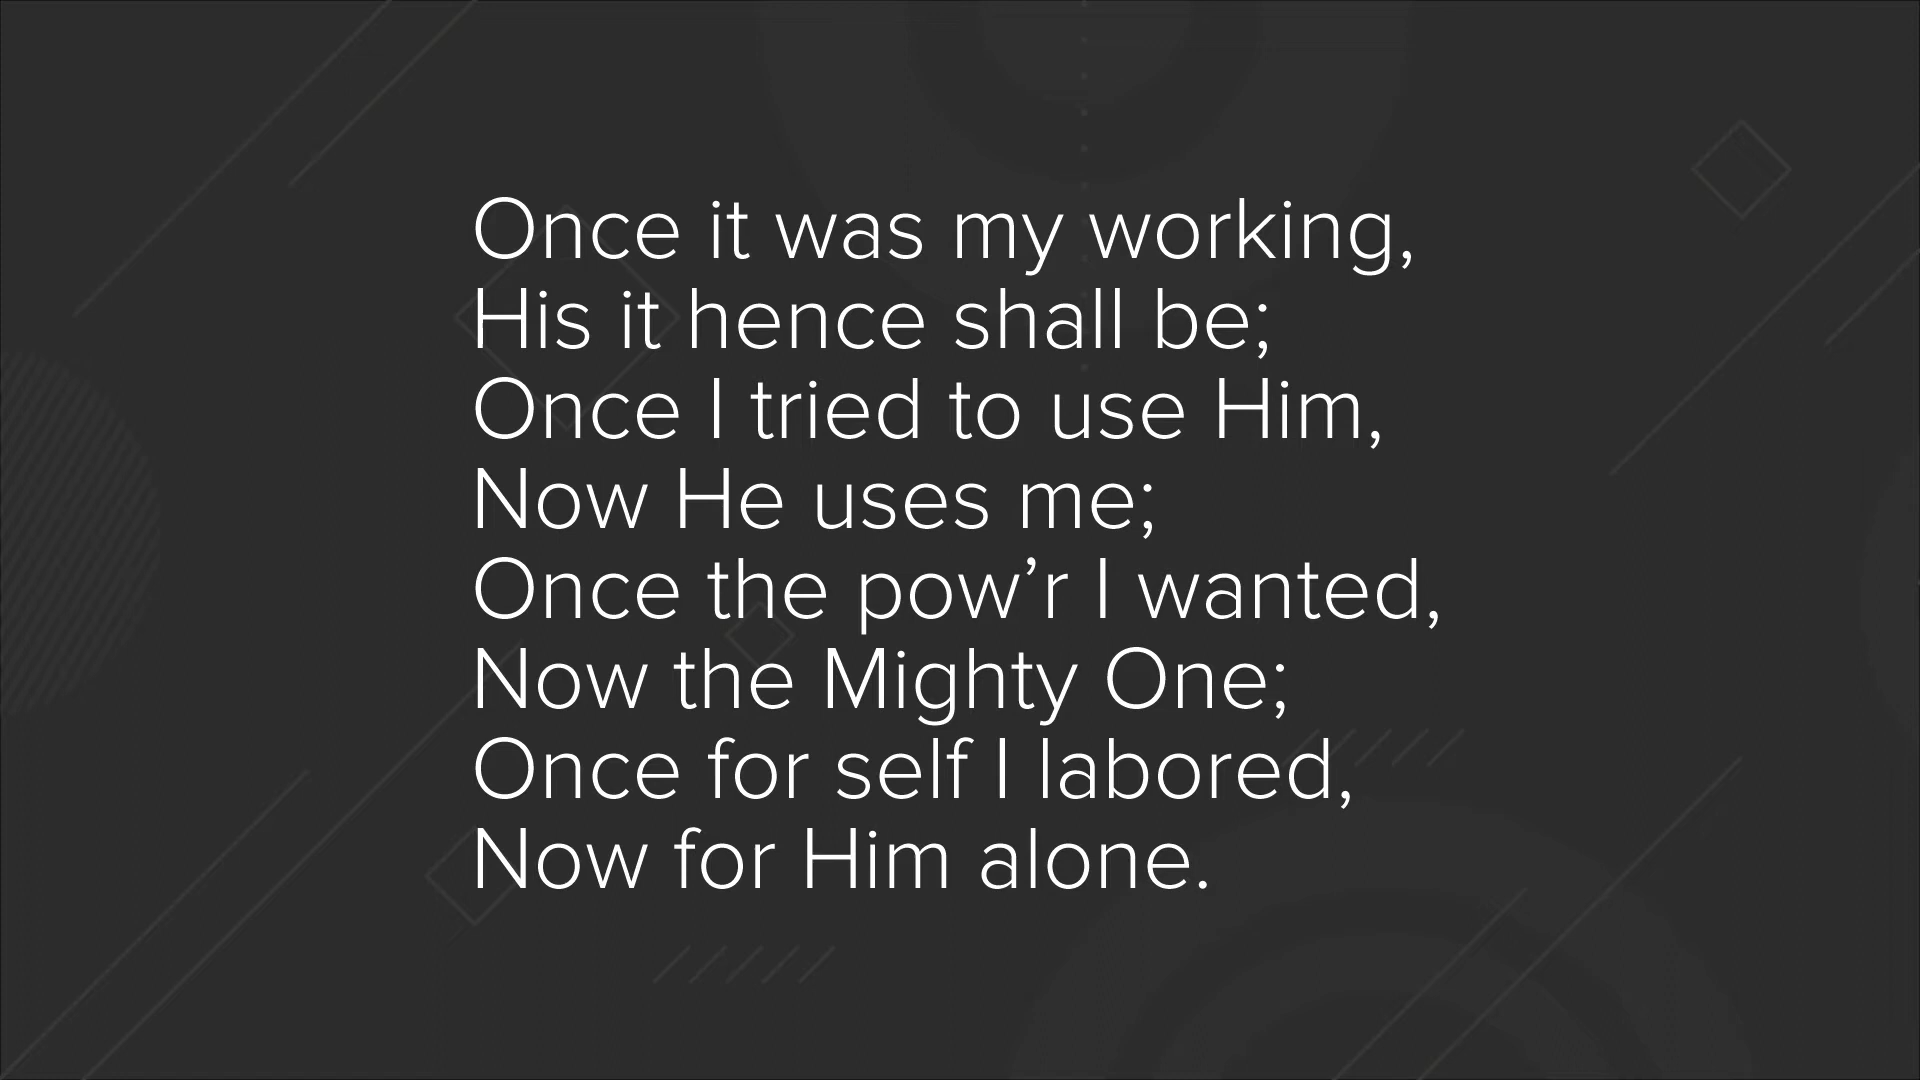 Once it was my working,
His it hence shall be;
Once I tried to use Him,
Now He uses me;
Once the pow’r I wanted,
Now the Mighty One;
Once for self I labored,
Now for Him alone.